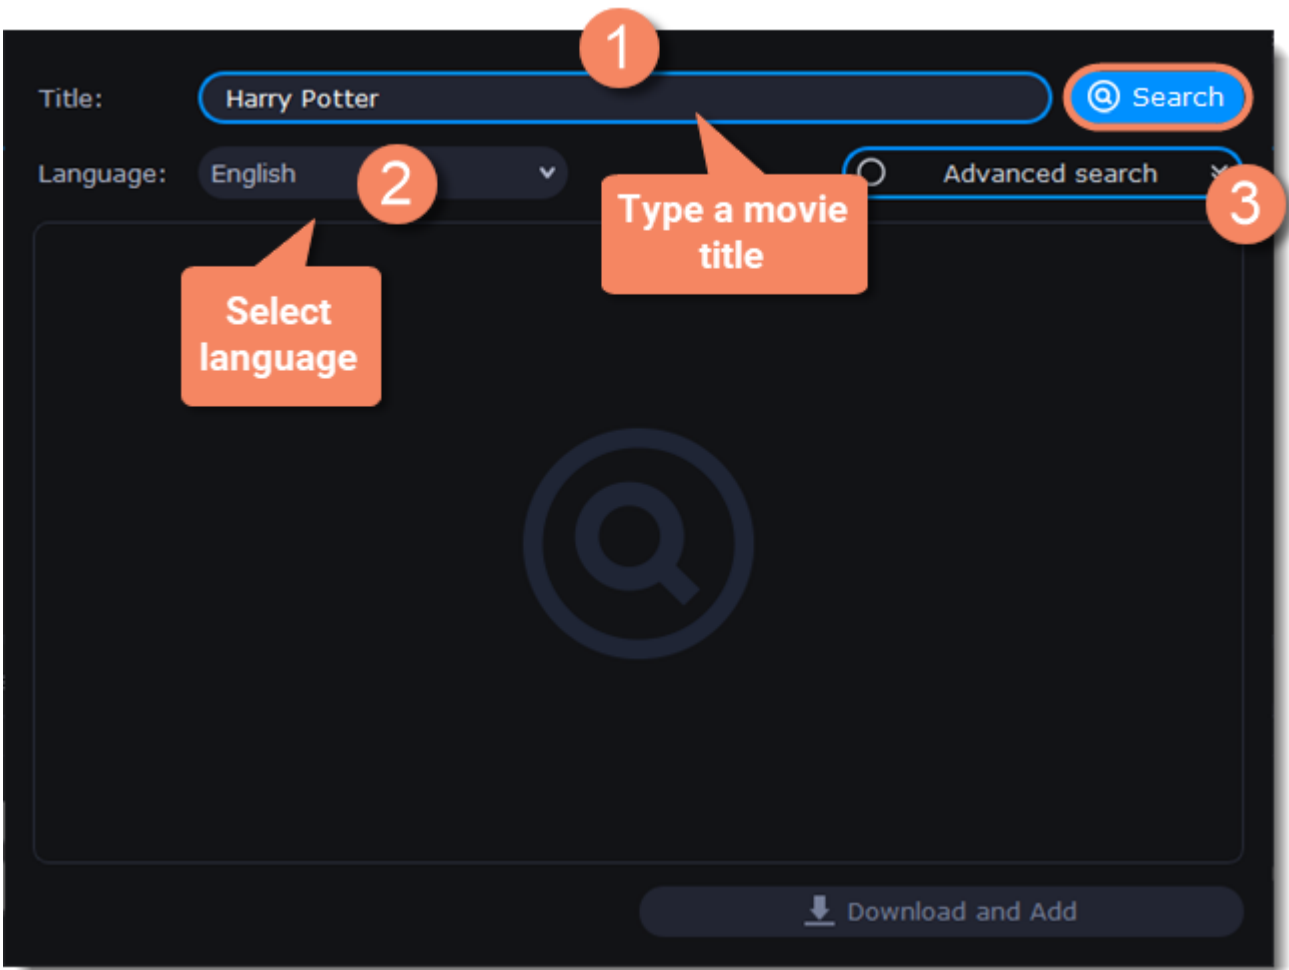 1
Title:
Harry Potter
Search
Language:
English
2
Advanced search
3
Type a movie
title
Select
language
Download and Add